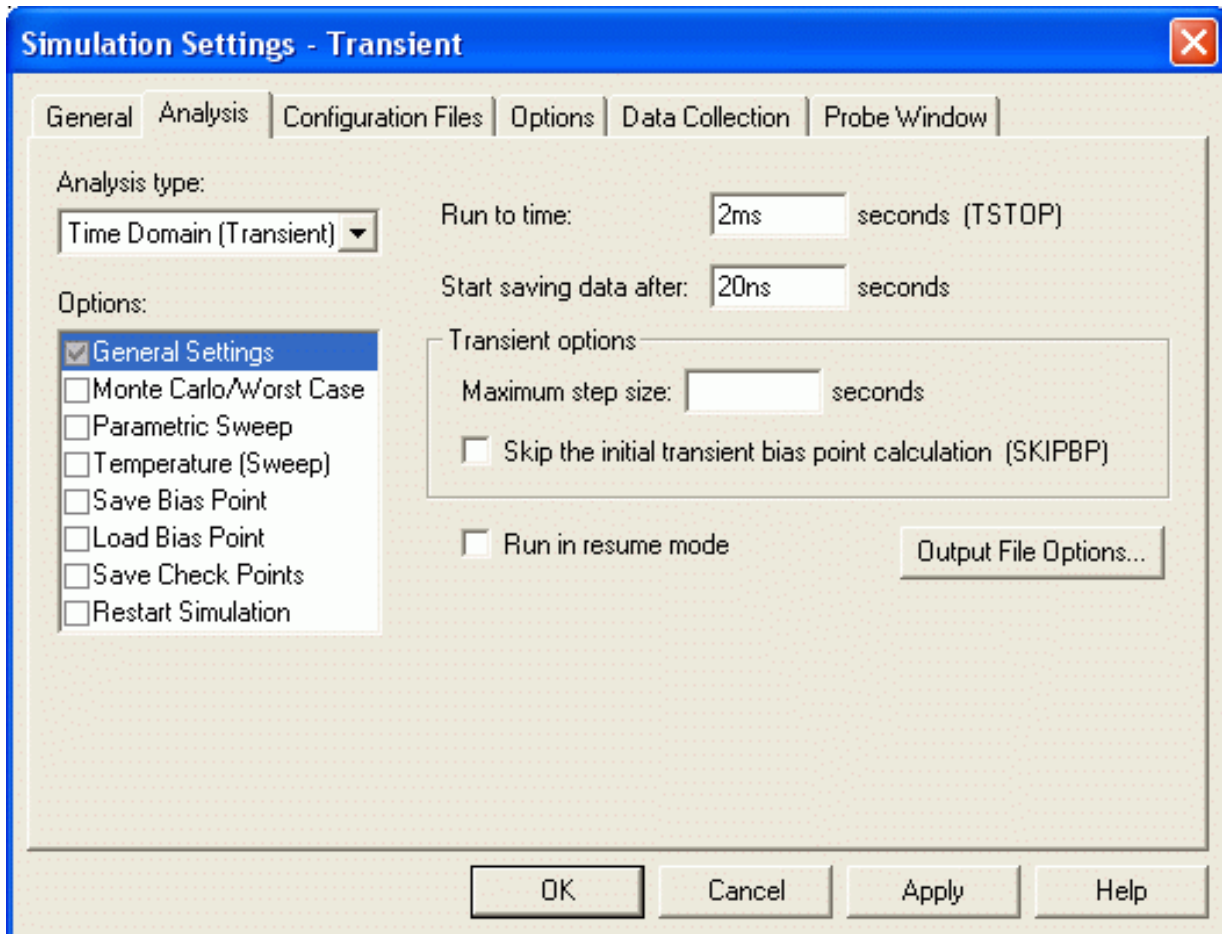 Simulation Settings - Transient
General Analysis Configuration Files Options Data Collection Probe Window
Analysis type:
Time Domain (Transient)
Run to time: 2ms seconds (TSTOP)
Start saving data after: 20ns seconds
Options:
General Settings
Monte Carlo/Worst Case
Parametric Sweep
Temperature (Sweep)
Save Bias Point
Load Bias Point
Save Check Points
Restart Simulation
Transient options
Maximum step size: seconds
Skip the initial transient bias point calculation (SKIPBP)
Run in resume mode
Output File Options...
OK Cancel Apply Help